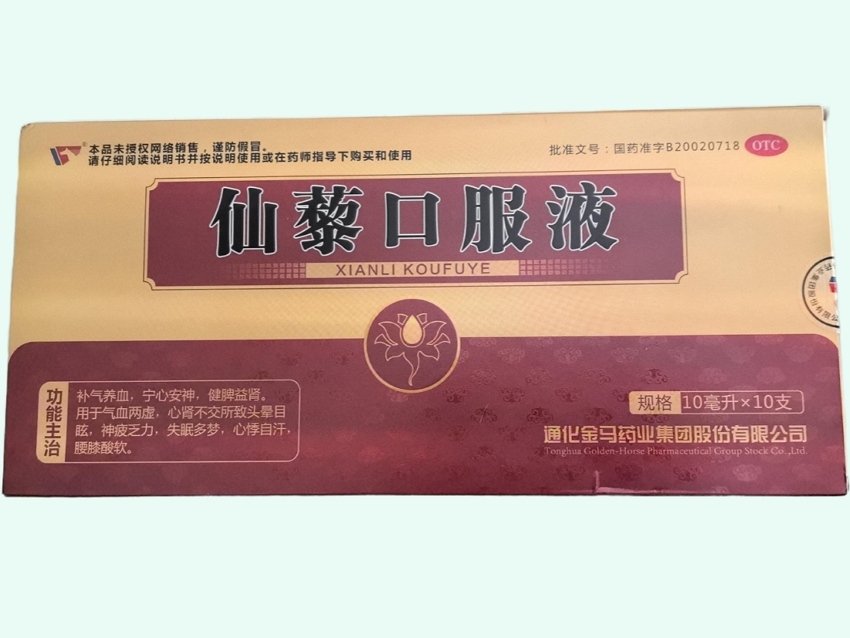 本品未授权网络销售，谨防假冒。
请仔细阅读说明书并按说明使用或在药师指导下购买和使用
批准文号：国药准字B20020718 OTC
仙藜口服液
XIANLI KOUFUYE
功能主治
补气养血，宁心安神，健脾益肾。
用于气血两虚，心肾不交所致头晕目
眩，神疲乏力，失眠多梦，心悸自汗，
腰膝酸软。
规格 10毫升×10支
通化金马药业集团股份有限公司
Tonghua Golden-Horse Pharmaceutical Group Stock Co.,Ltd.